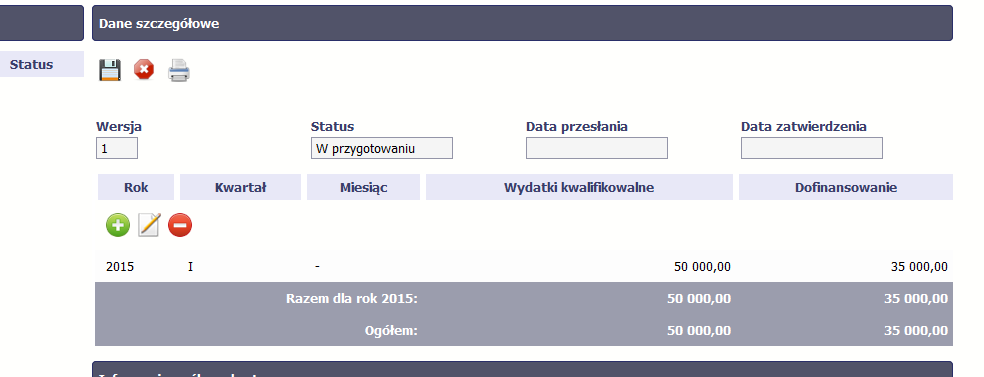 Dane szczegółowe
Status
Wersja Status Data przesłania Data zatwierdzenia
1 W przygotowaniu
Rok Kwartał Miesiąc Wydatki kwalifikowalne Dofinansowanie
2015 I - 50 000,00 35 000,00
Razem dla rok 2015: 50 000,00 35 000,00
Ogółem: 50 000,00 35 000,00